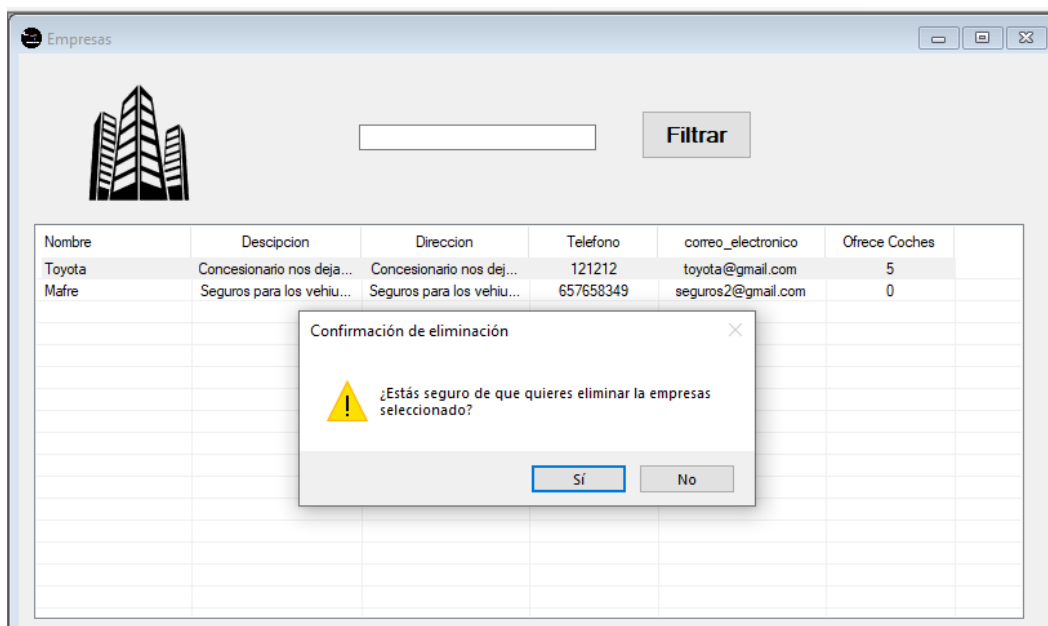 Empresas
Filtrar
Nombre Descipcion Direccion Telefono correo_electronico Ofrece Coches
Toyota Concesionario nos deja... Concesionario nos dej... 121212 toyota@gmail.com 5
Mafre Seguros para los vehiu... Seguros para los vehiu... 657658349 seguros2@gmail.com 0
Confirmación de eliminación
¿Estás seguro de que quieres eliminar la empresas
seleccionado?
Sí No